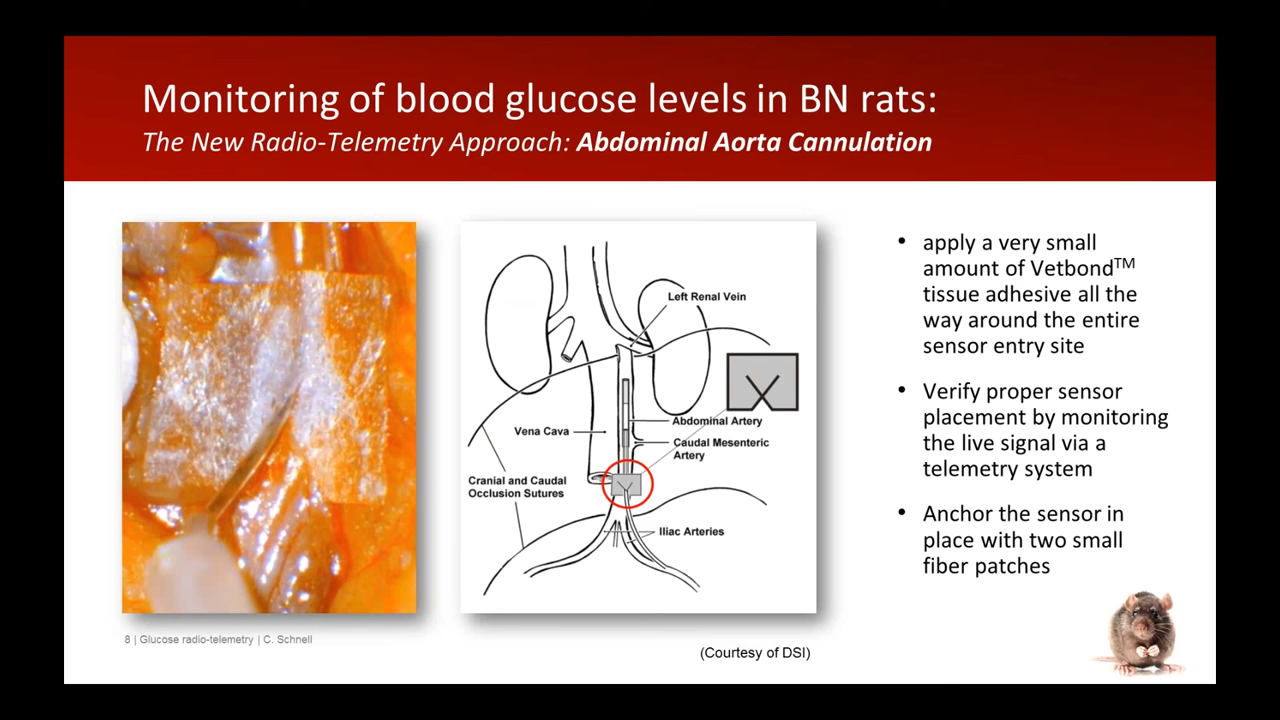 Monitoring of blood glucose levels in BN rats:
The New Radio-Telemetry Approach: Abdominal Aorta Cannulation
Left Renal Vein
Abdominal Artery
Vena Cava
Caudal Mesenteric
Artery
Cranial and Caudal
Occlusion Sutures
Iliac Arteries
• apply a very small
amount of Vetbond™
tissue adhesive all the
way around the entire
sensor entry site
• Verify proper sensor
placement by monitoring
the live signal via a
telemetry system
• Anchor the sensor in
place with two small
fiber patches
8 | Glucose radio-telemetry | C. Schnell
(Courtesy of DSI)